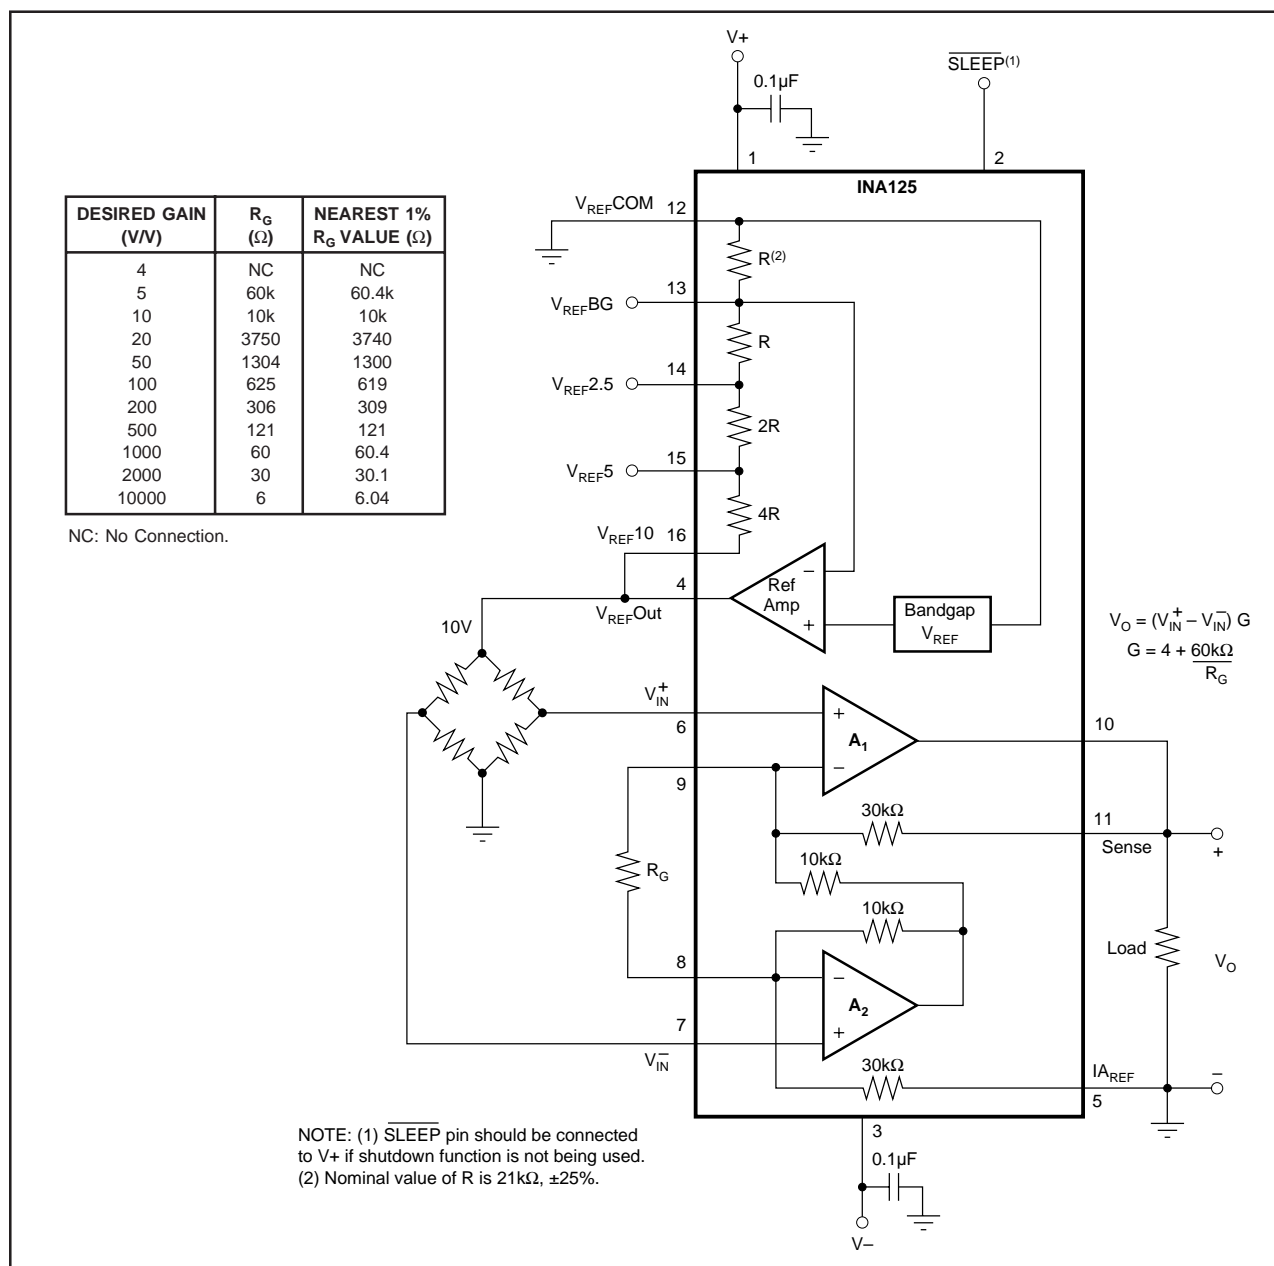 V+
0.1µF
SLEEP(1)
1
2
INA125
DESIRED GAIN (V/V) RG (Ω) NEAREST 1% RG VALUE (Ω)
4 NC NC
5 60k 60.4k
10 10k 10k
20 3750 3740
50 1304 1300
100 625 619
200 306 309
500 121 121
1000 60 60.4
2000 30 30.1
10000 6 6.04
NC: No Connection.
VREFCOM 12
R(2)
VREFBG 13
R
VREF2.5 14
2R
VREF5 15
4R
VREF10 16
4
VREFOut
10V
Ref Amp
−
+
Bandgap VREF
VO = (VIN+ – VIN−) G
G = 4 + 60kΩ
RG
VIN+
6
+
A1
−
10
9
30kΩ
11
Sense
+
10kΩ
RG
10kΩ
Load
VO
8
−
A2
+
7
VIN−
30kΩ
IAREF
5
−
3
0.1µF
V–
NOTE: (1) SLEEP pin should be connected
to V+ if shutdown function is not being used.
(2) Nominal value of R is 21kΩ, ±25%.